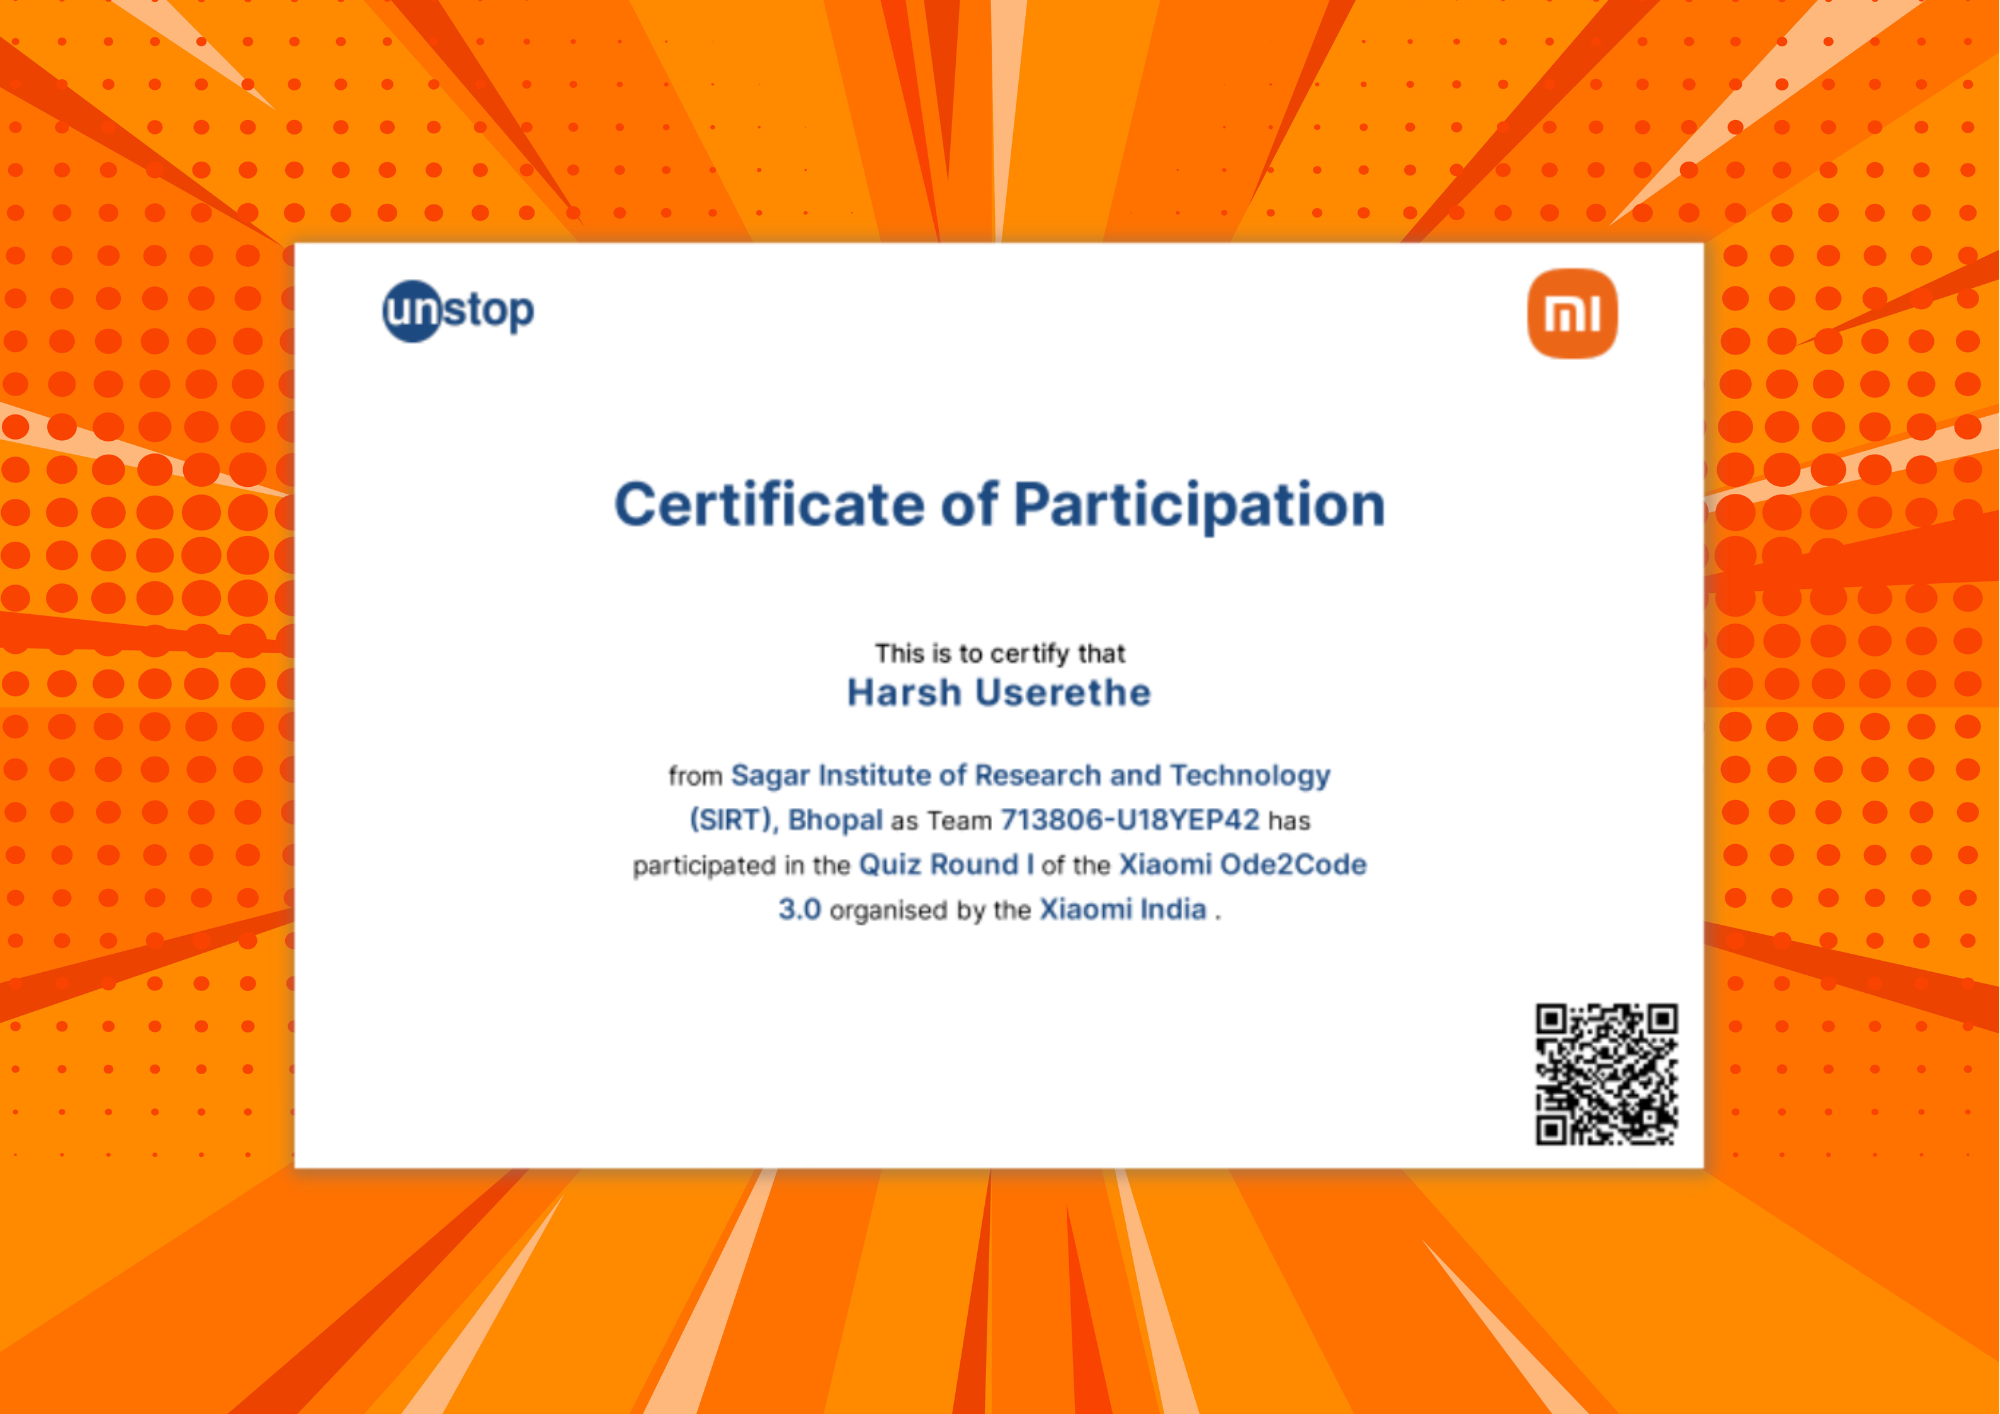 unstop
mi
Certificate of Participation
This is to certify that
Harsh Userethe
from Sagar Institute of Research and Technology
(SIRT), Bhopal as Team 713806-U18YEP42 has
participated in the Quiz Round I of the Xiaomi Ode2Code
3.0 organised by the Xiaomi India .